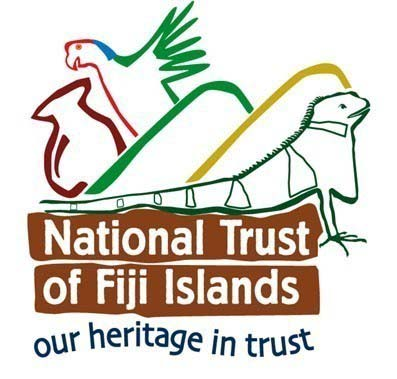 National Trust
of Fiji Islands
our heritage in trust